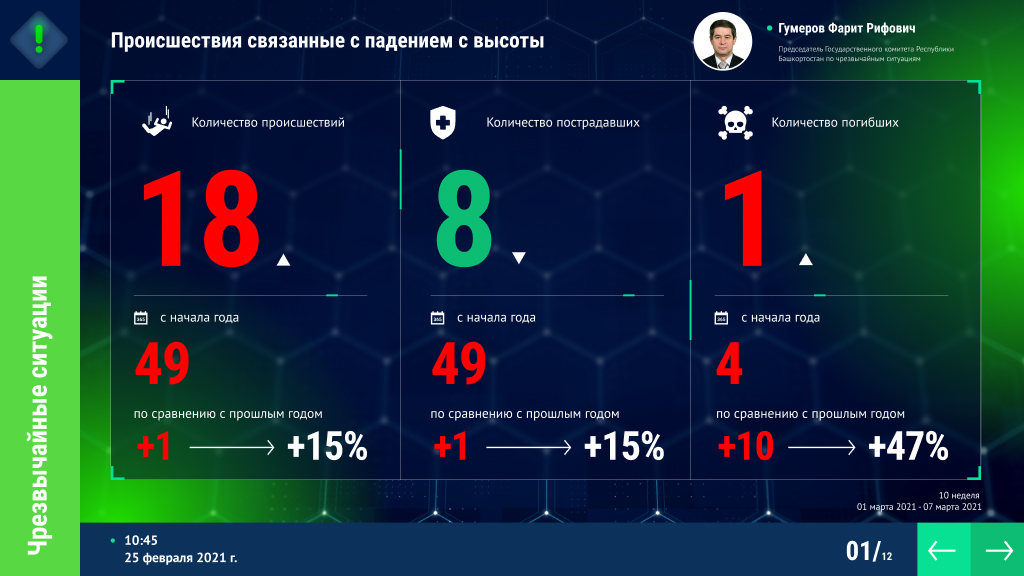 Происшествия связанные с падением с высоты
Гумеров Фарит Рифович
Председатель Государственного комитета Республики
Башкортостан по чрезвычайным ситуациям
Чрезвычайные ситуации
Количество происшествий
18
365
с начала года
49
по сравнению с прошлым годом
+1
+15%
Количество пострадавших
8
365
с начала года
49
по сравнению с прошлым годом
+1
+15%
Количество погибших
1
365
с начала года
4
по сравнению с прошлым годом
+10
+47%
10 неделя
01 марта 2021 - 07 марта 2021
10:45
25 февраля 2021 г.
01/12